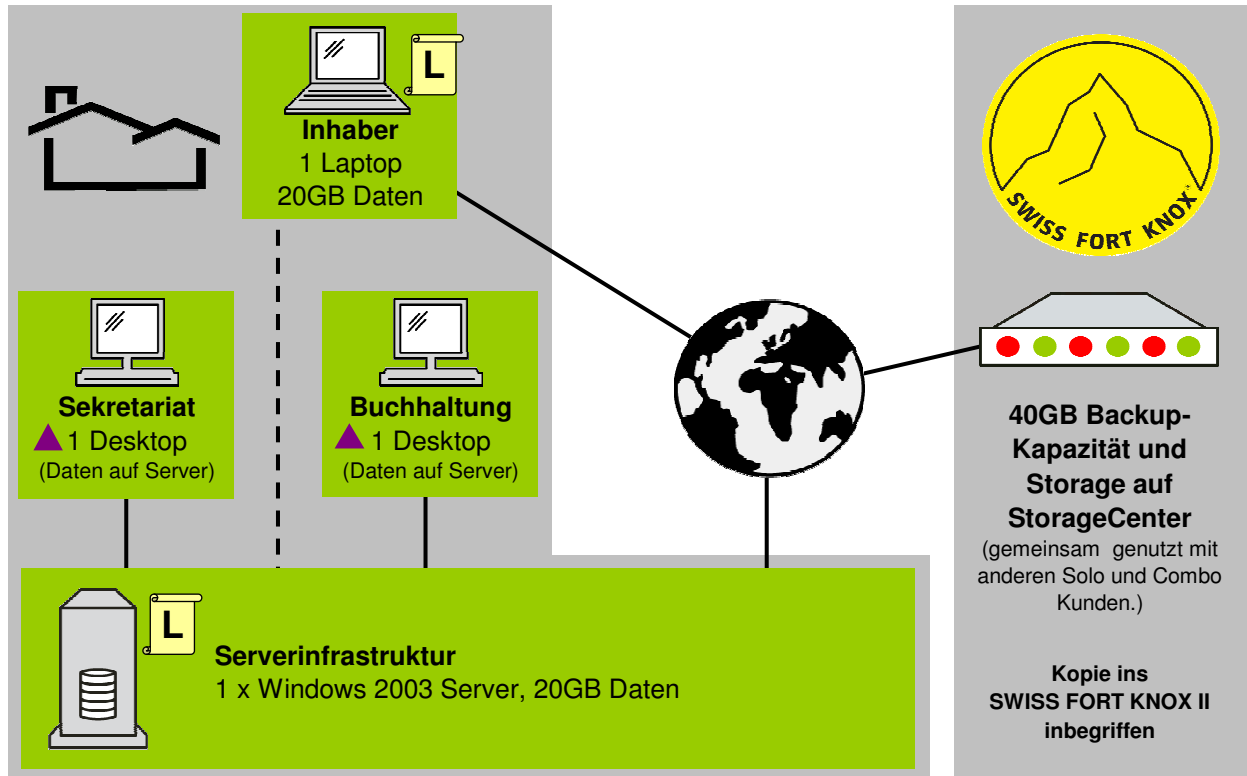 L
Inhaber
1 Laptop
20GB Daten
Sekretariat
1 Desktop
(Daten auf Server)
Buchhaltung
1 Desktop
(Daten auf Server)
L
Serverinfrastruktur
1 x Windows 2003 Server, 20GB Daten
SWISS FORT KNOX
40GB Backup-
Kapazität und
Storage auf
StorageCenter
(gemeinsam genutzt mit
anderen Solo und Combo
Kunden.)
Kopie ins
SWISS FORT KNOX II
inbegriffen